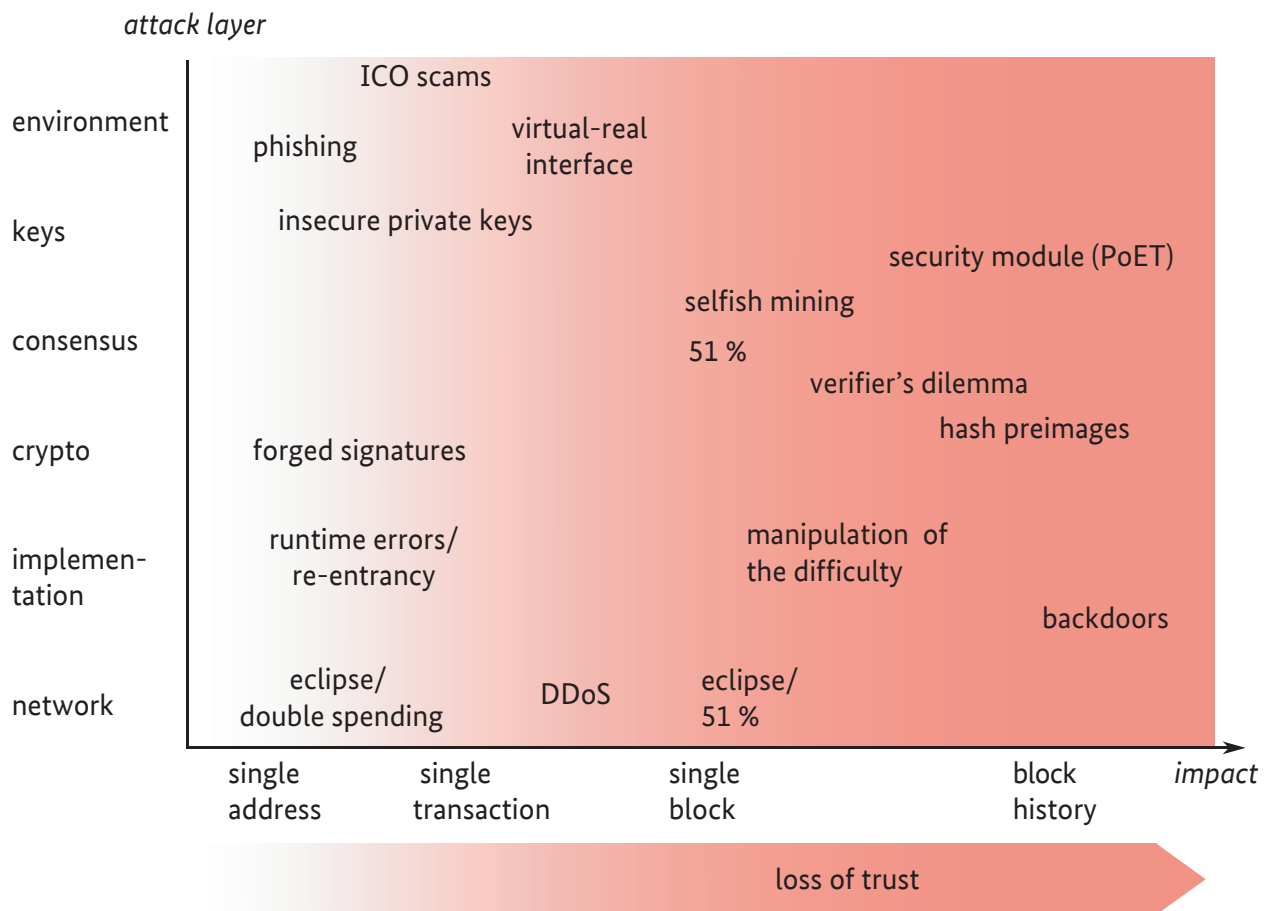 attack layer
ICO scams
environment
phishing
virtual-real
interface
insecure private keys
keys
security module (PoET)
selfish mining
consensus
51 %
verifier's dilemma
hash preimages
crypto
forged signatures
runtime errors/
re-entrancy
manipulation of
the difficulty
implemen-
tation
backdoors
network
eclipse/
double spending
DDoS
eclipse/
51 %
single
address
single
transaction
single
block
block
history
impact
loss of trust